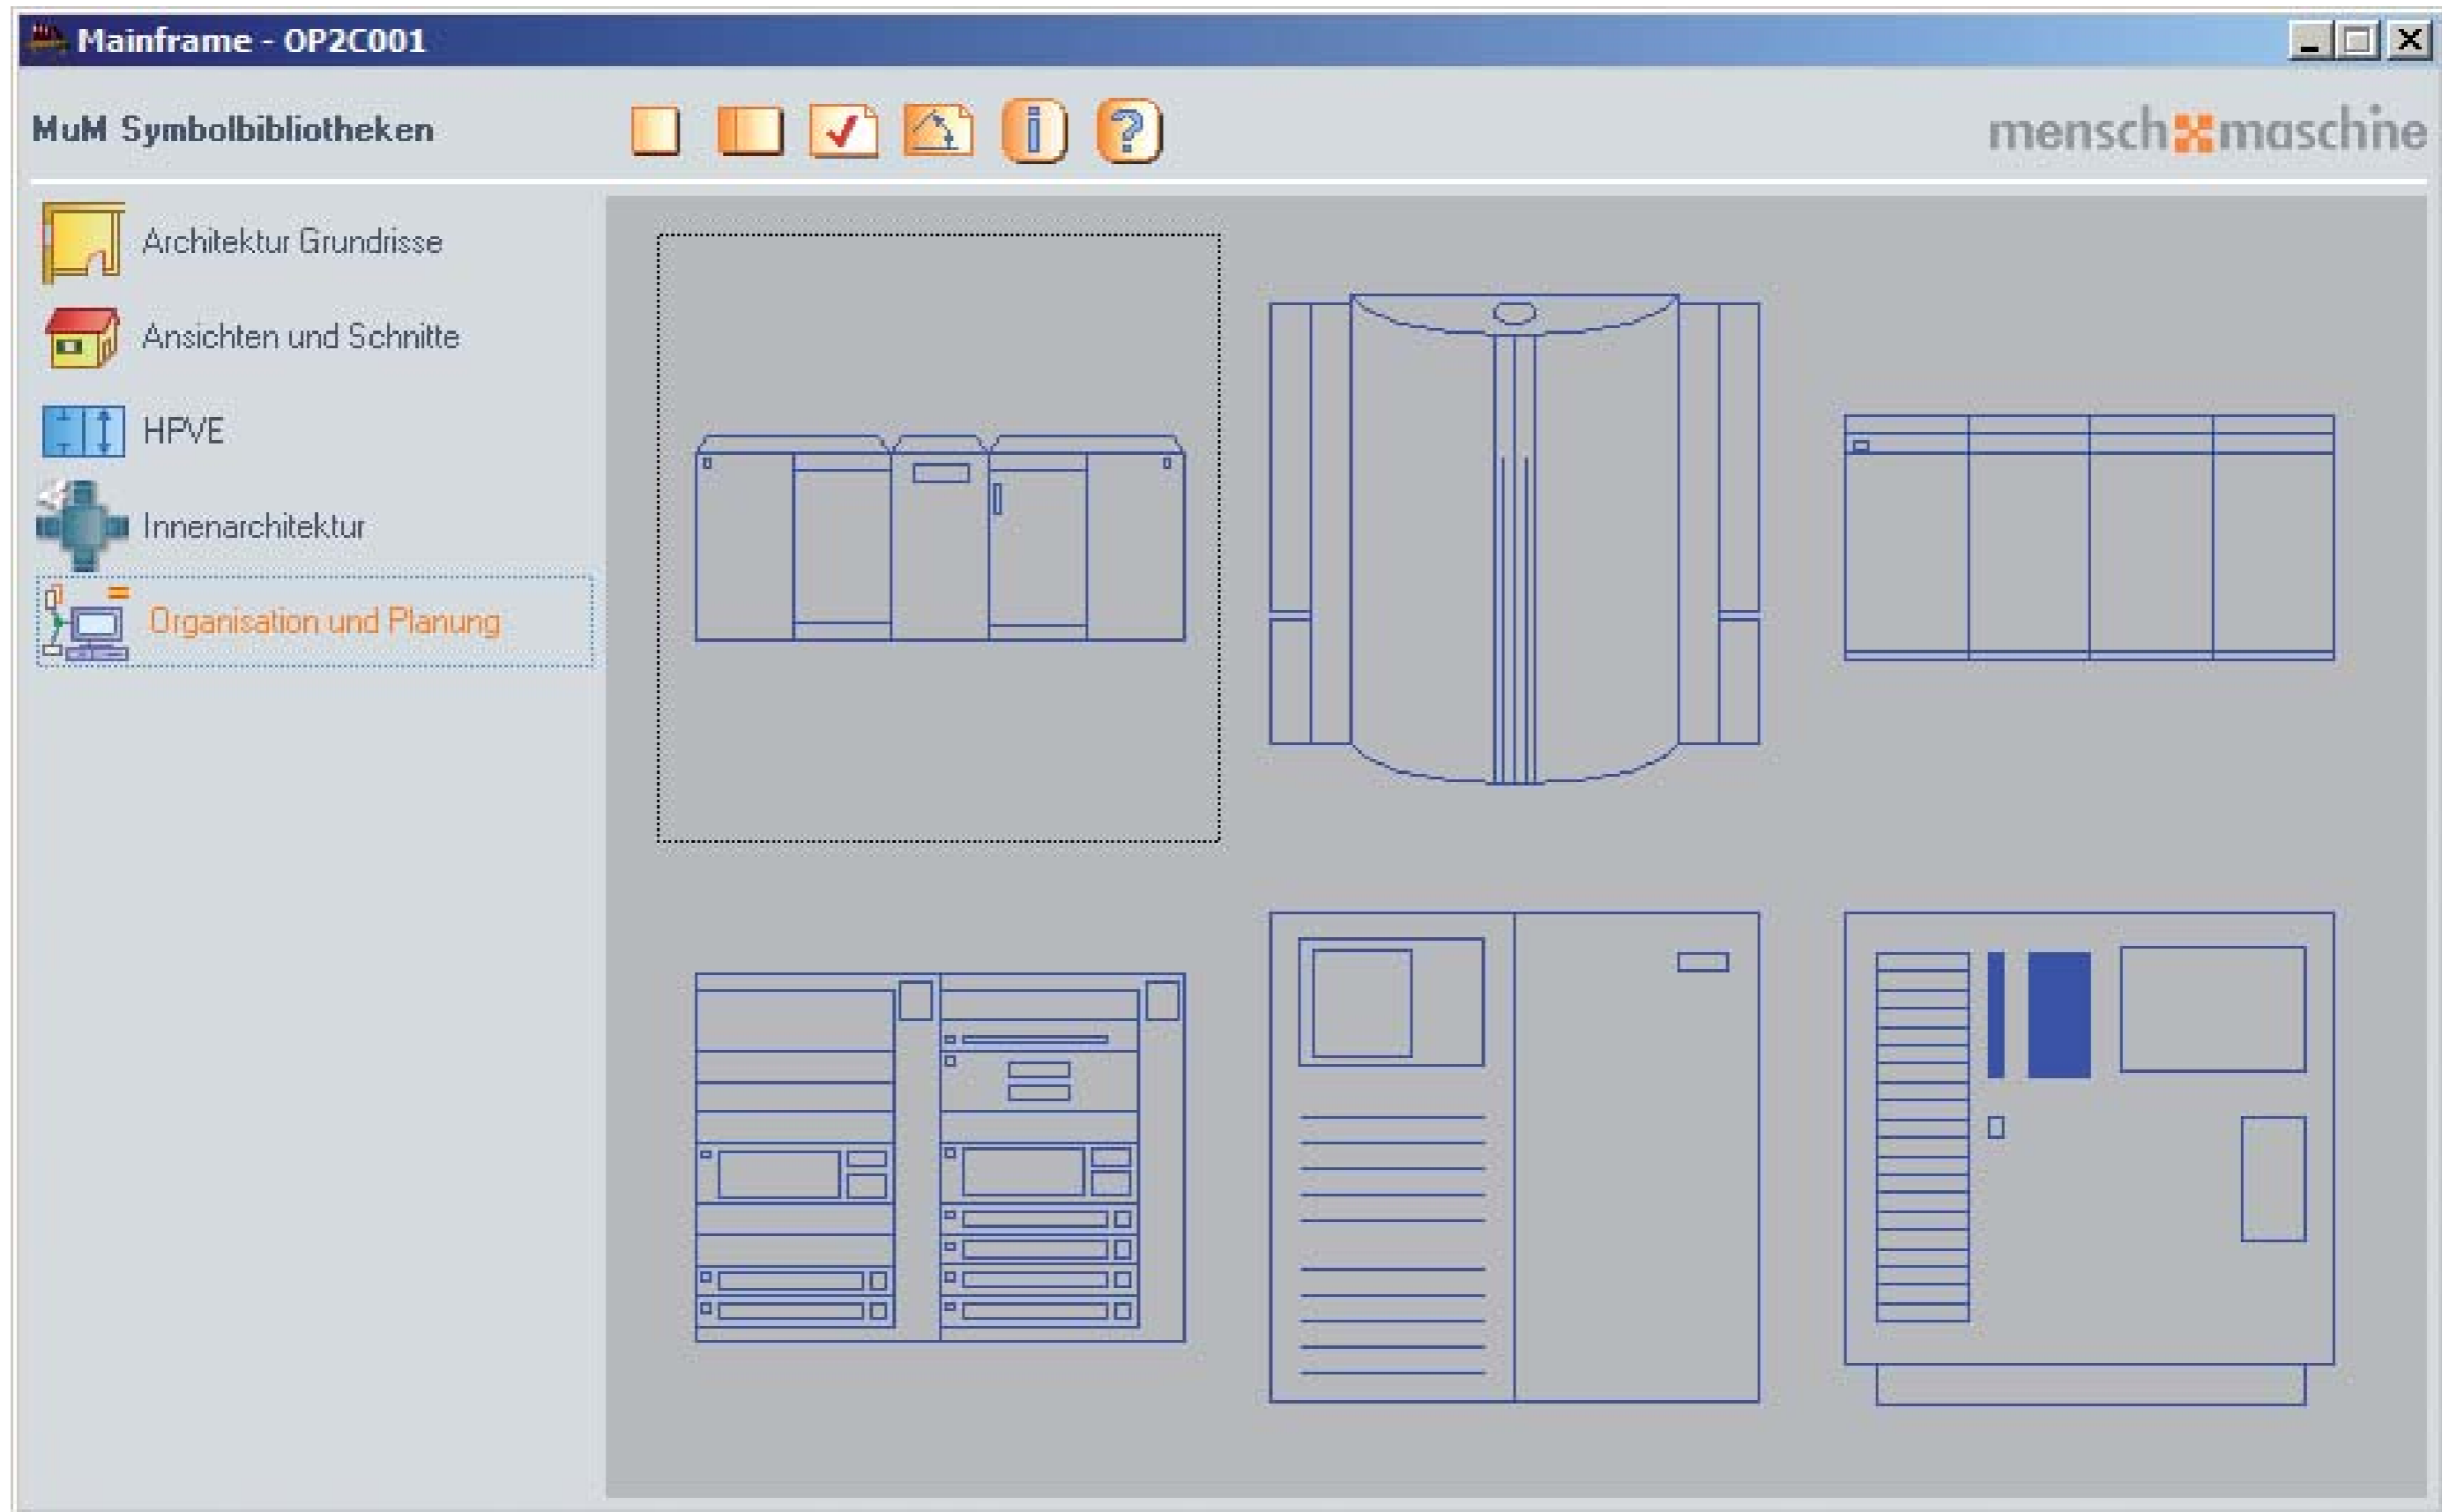 Mainframe - OP2C001
MuM Symbolbibliotheken
mensch maschine
Architektur Grundrisse
Ansichten und Schnitte
HPVE
Innenarchitektur
Organisation und Planung